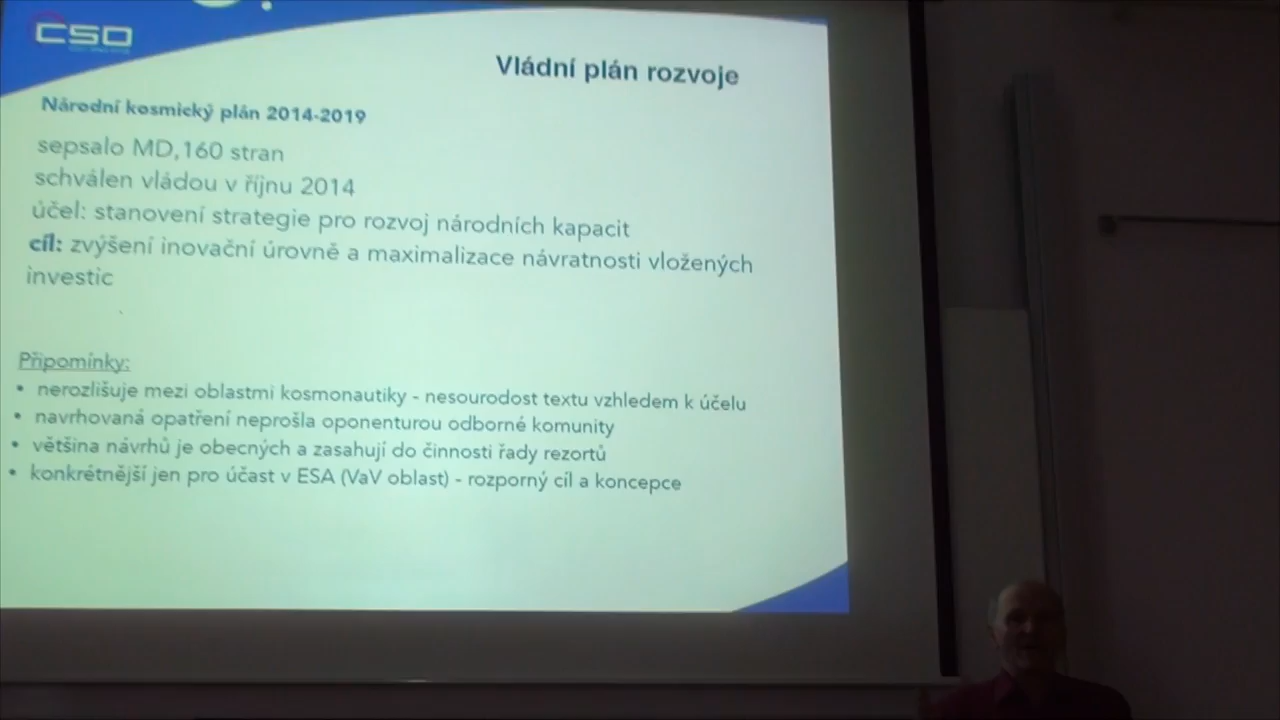 CSO
Vládní plán rozvoje
Národní kosmický plán 2014-2019
sepsalo MD,160 stran
schválen vládou v říjnu 2014
účel: stanovení strategie pro rozvoj národních kapacit
cíl: zvýšení inovační úrovně a maximalizace návratnosti vložených
investic
Připomínky:
• nerozlišuje mezi oblastmi kosmonautiky - nesourodost textu vzhledem k účelu
• navrhovaná opatření neprošla oponenturou odborné komunity
• většina návrhů je obecných a zasahují do činnosti řady rezortů
• konkrétnější jen pro účast v ESA (VaV oblast) - rozporný cíl a koncepce